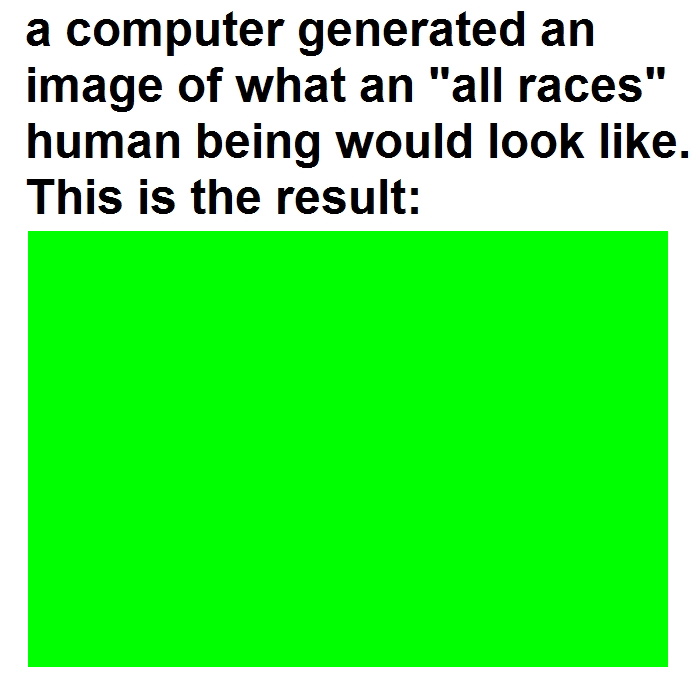 a computer generated an
image of what an "all races"
human being would look like.
This is the result: